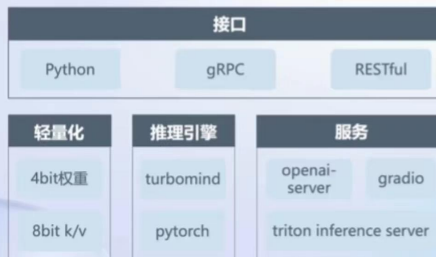 接口
Python gRPC RESTful
轻量化 推理引擎 服务
4bit权重 turbomind openai-server gradio
8bit k/v pytorch triton inference server